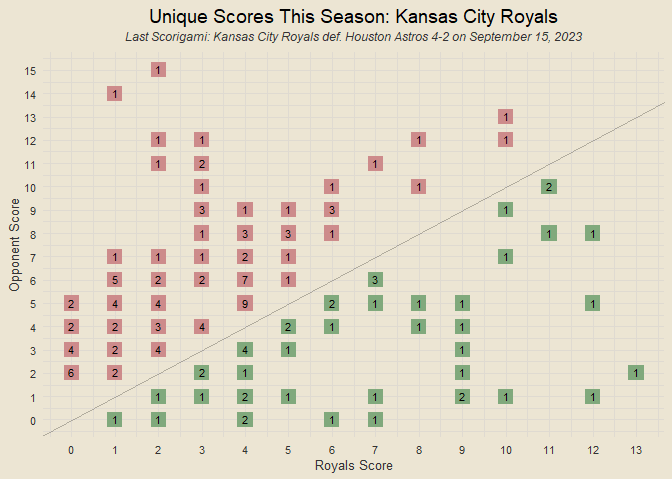 Unique Scores This Season: Kansas City Royals
Last Scorigami: Kansas City Royals def. Houston Astros 4-2 on September 15, 2023
15 1
14 1
13 1
12 1 1 1 1
11 1 2 1
10 1 1 1 2
9 3 1 1 3 1
8 1 3 3 1 1 1
7 1 1 1 2 1 1
6 5 2 2 7 1 3
5 2 4 4 9 2 1 1 1 1
4 2 2 3 4 2 1 1 1
3 4 2 4 4 1 1
2 6 2 2 1 1 1
1 1 1 2 1 1 2 1 1
0 1 1 2 1 1
0 1 2 3 4 5 6 7 8 9 10 11 12 13
Opponent Score
Royals Score